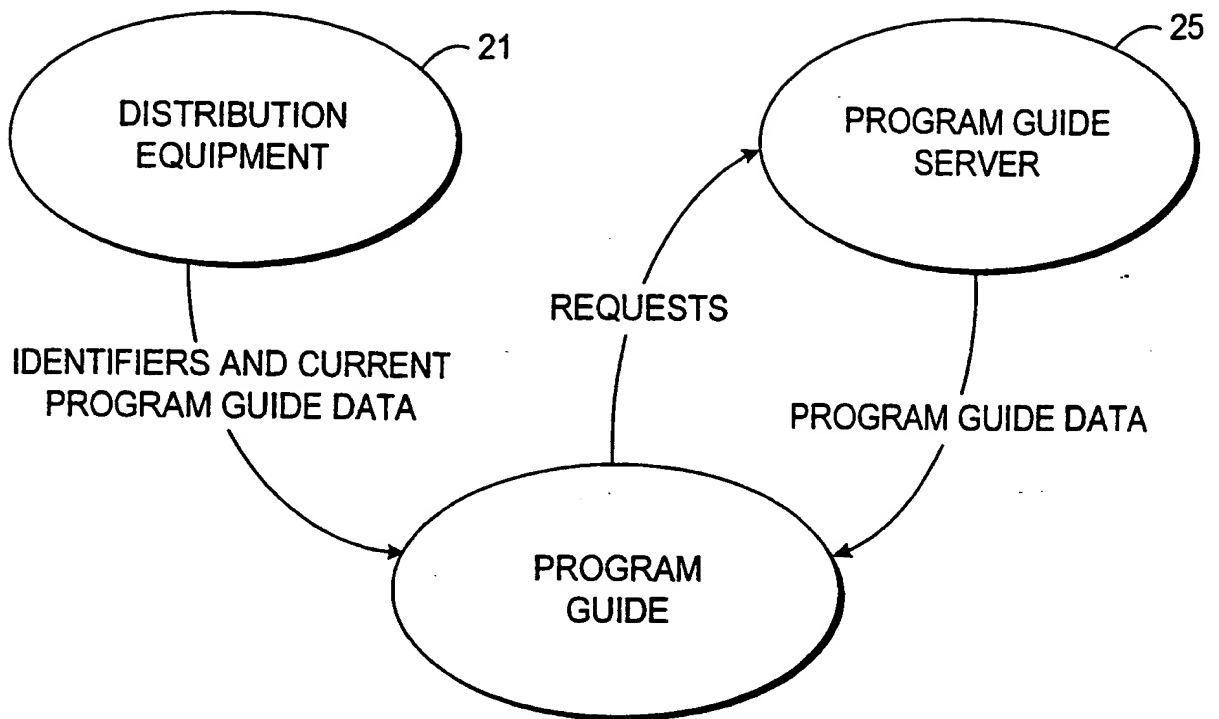 21
25
DISTRIBUTION
EQUIPMENT
PROGRAM GUIDE
SERVER
REQUESTS
IDENTIFIERS AND CURRENT
PROGRAM GUIDE DATA
PROGRAM GUIDE DATA
PROGRAM
GUIDE